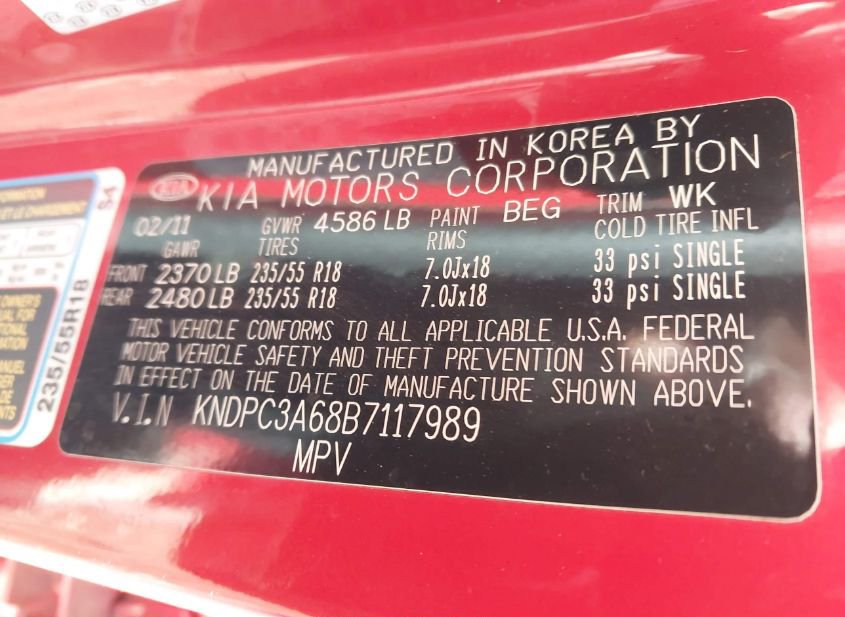 MANUFACTURED IN KOREA BY
KIA KIA MOTORS CORPORATION
02/11 GVWR 4586 LB PAINT BEG TRIM WK
GAWR TIRES RIMS COLD TIRE INFL
FRONT 2370 LB 235/55 R18 7.0Jx18 33 psi SINGLE
REAR 2480 LB 235/55 R18 7.0Jx18 33 psi SINGLE
THIS VEHICLE CONFORMS TO ALL APPLICABLE U.S.A. FEDERAL
MOTOR VEHICLE SAFETY AND THEFT PREVENTION STANDARDS
IN EFFECT ON THE DATE OF MANUFACTURE SHOWN ABOVE.
V.I.N KNDPC3A68B7117989
MPV
S4
235/55R18